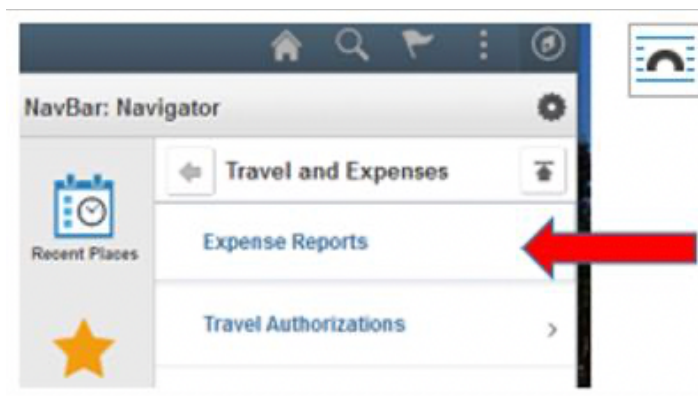 NavBar: Navigator
Travel and Expenses
Recent Places
Expense Reports
Travel Authorizations